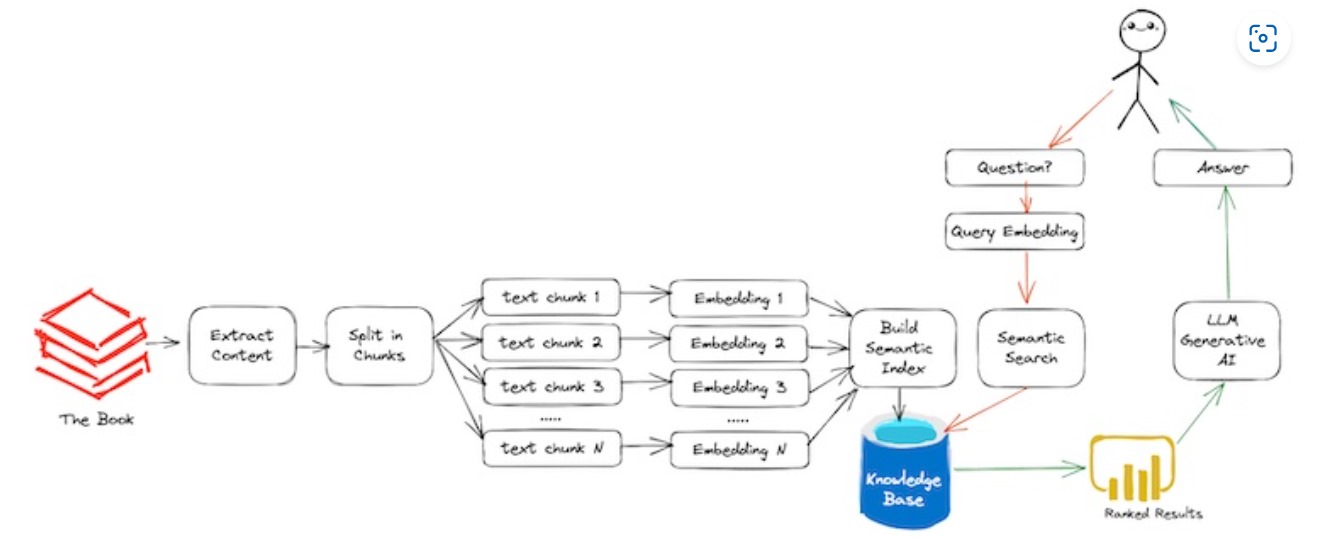 Question?
Answer
Query Embedding
The Book
Extract
Content
Split in
Chunks
text chunk 1
text chunk 2
text chunk 3
.....
text chunk N
Embedding 1
Embedding 2
Embedding 3
.....
Embedding N
Build
Semantic
Index
Semantic
Search
LLM
Generative
AI
Knowledge
Base
Ranked Results